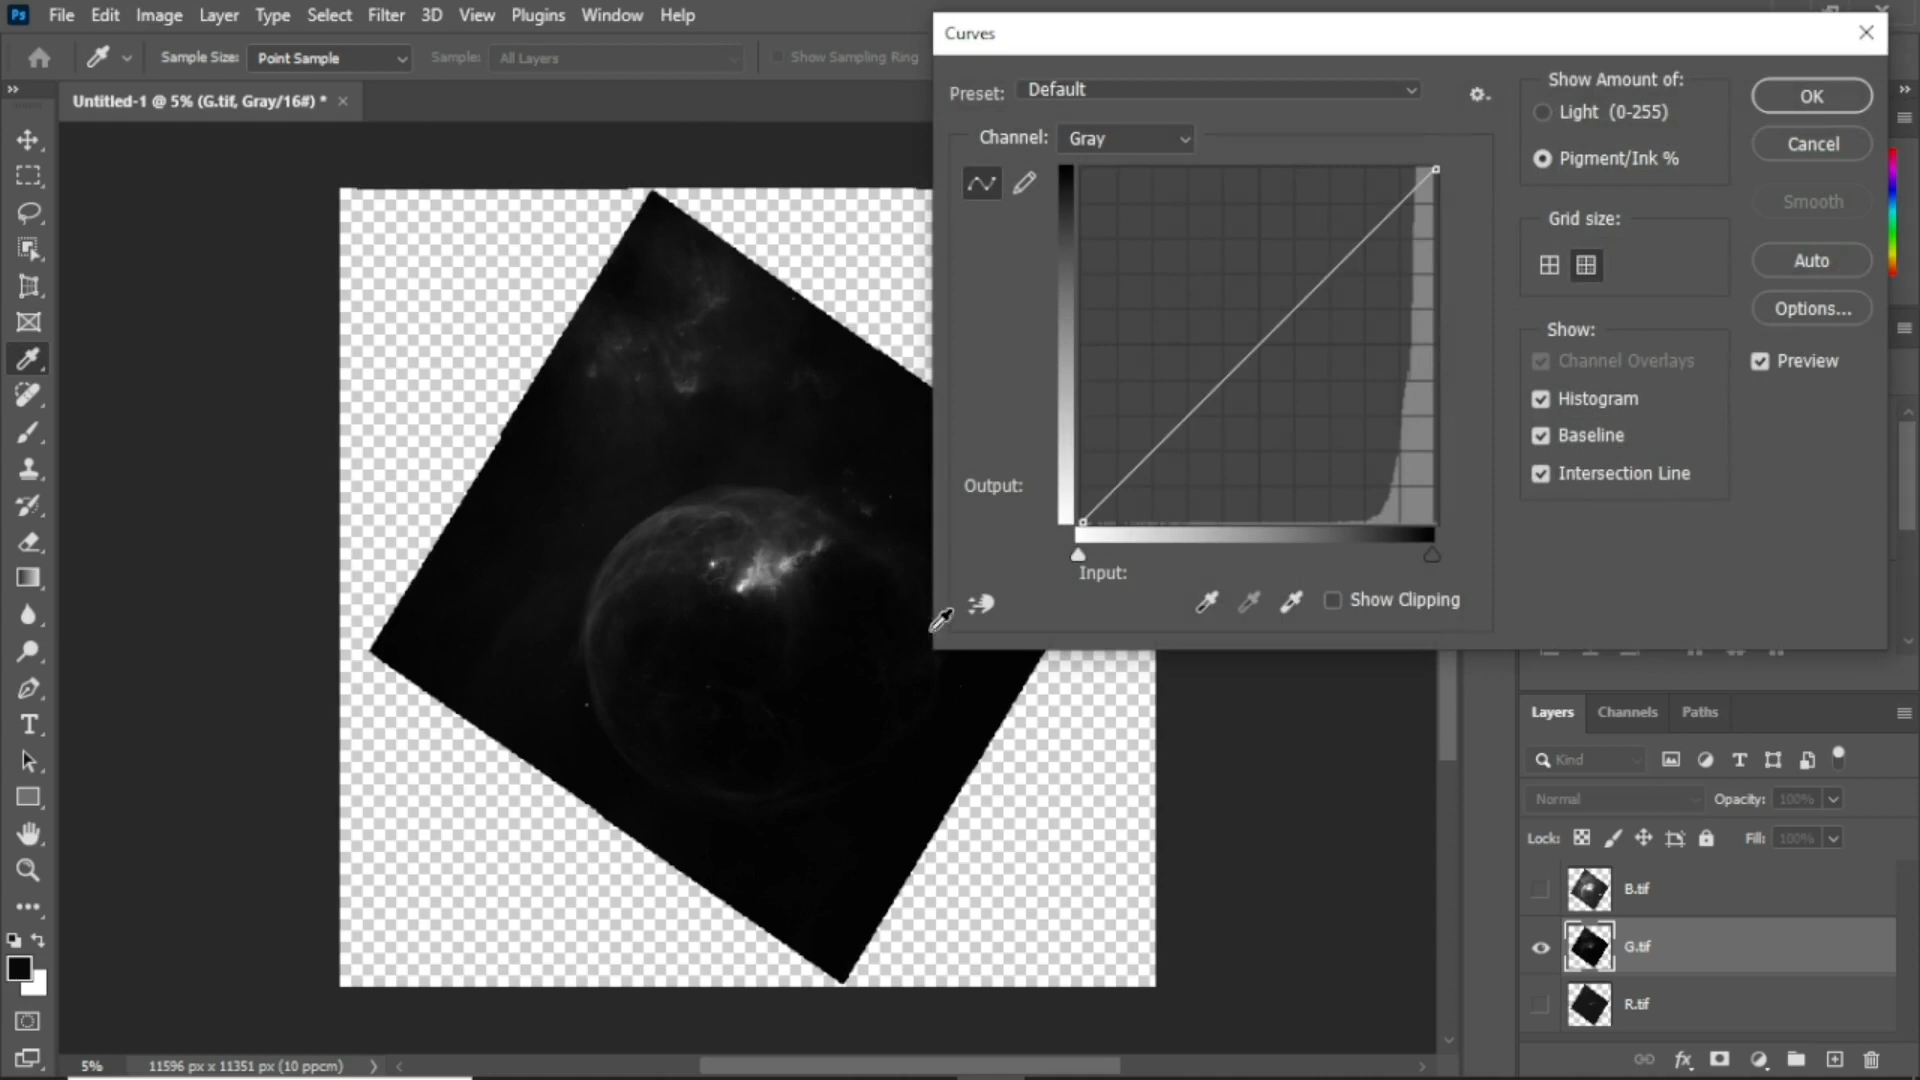 Ps File Edit Image Layer Type Select Filter 3D View Plugins Window Help
Sample Size: Point Sample Sample: All Layers Show Sampling Ring
Untitled-1 @ 5% (G.tif, Gray/16#) *
Curves
Preset: Default
Channel: Gray
Output:
Input:
Show Clipping
Show Amount of:
Light (0-255)
Pigment/Ink %
Grid size:
Show:
Channel Overlays
Histogram
Baseline
Intersection Line
OK
Cancel
Smooth
Auto
Options...
Preview
Layers Channels Paths
Kind
Normal Opacity: 100%
Lock: Fill: 100%
B.tif
G.tif
R.tif
fx
5% 11596 px x 11351 px (10 ppcm)